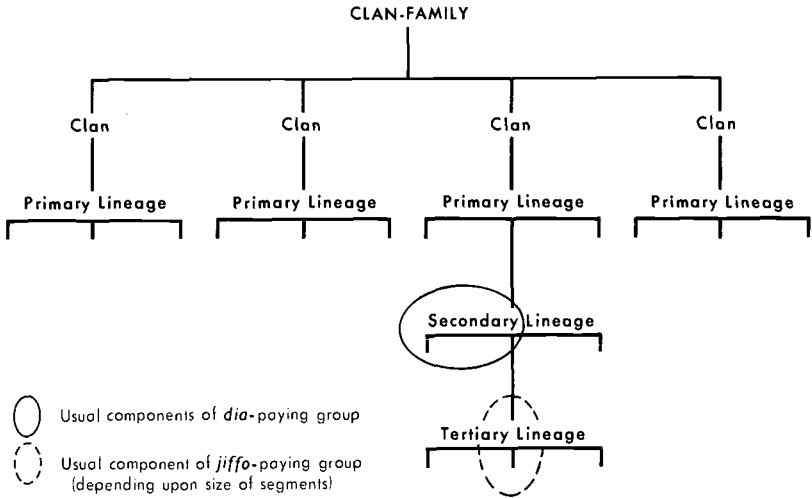 CLAN-FAMILY
Clan Clan Clan Clan
Primary Lineage Primary Lineage Primary Lineage Primary Lineage
Secondary Lineage
Usual components of dia-paying group
Tertiary Lineage
Usual component of jiffo-paying group
(depending upon size of segments)